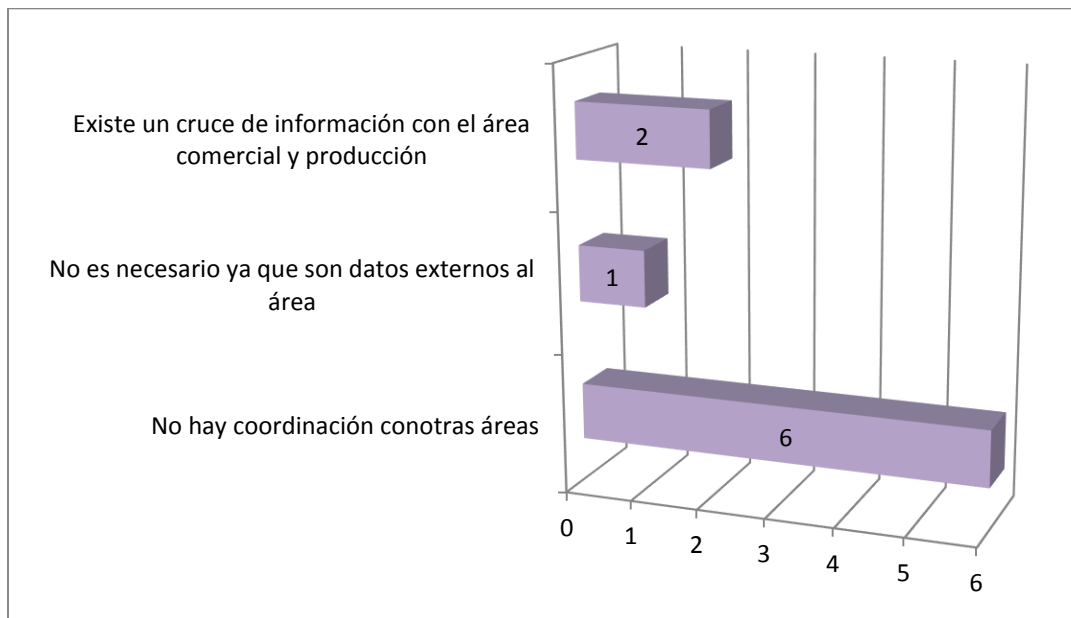 Existe un cruce de información con el área
comercial y producción
2
No es necesario ya que son datos externos al
área
1
No hay coordinación conotras áreas
6
0
1
2
3
4
5
6